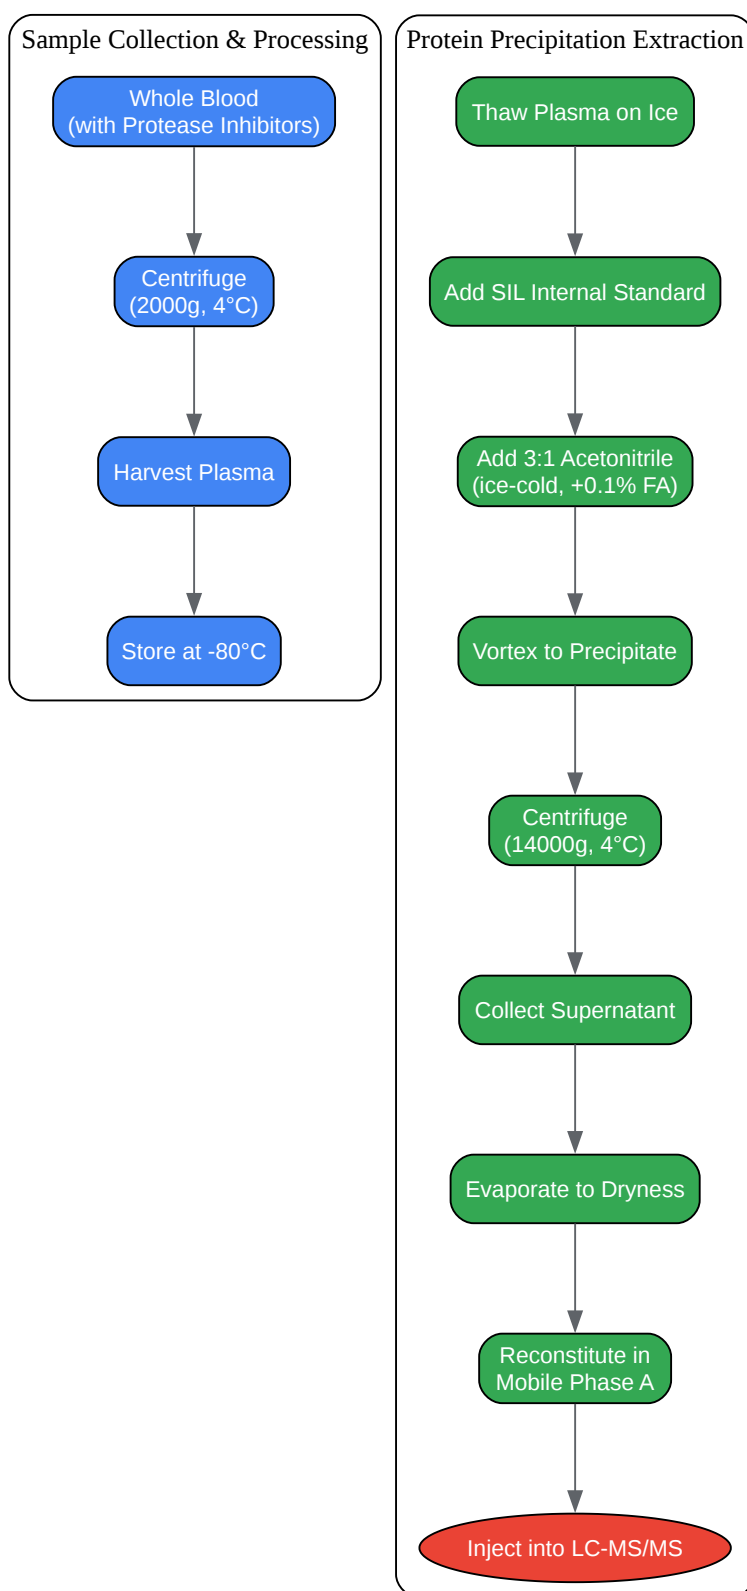 Sample Collection & Processing
Whole Blood
(with Protease Inhibitors)
Centrifuge
(2000g, 4°C)
Harvest Plasma
Store at -80°C
Protein Precipitation Extraction
Thaw Plasma on Ice
Add SIL Internal Standard
Add 3:1 Acetonitrile
(ice-cold, +0.1% FA)
Vortex to Precipitate
Centrifuge
(14000g, 4°C)
Collect Supernatant
Evaporate to Dryness
Reconstitute in
Mobile Phase A
Inject into LC-MS/MS